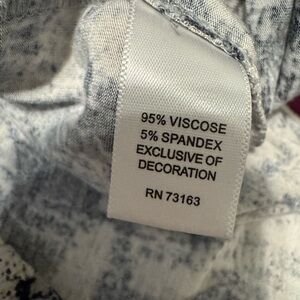 95% VISCOSE
5% SPANDEX
EXCLUSIVE OF
DECORATION
RN 73163